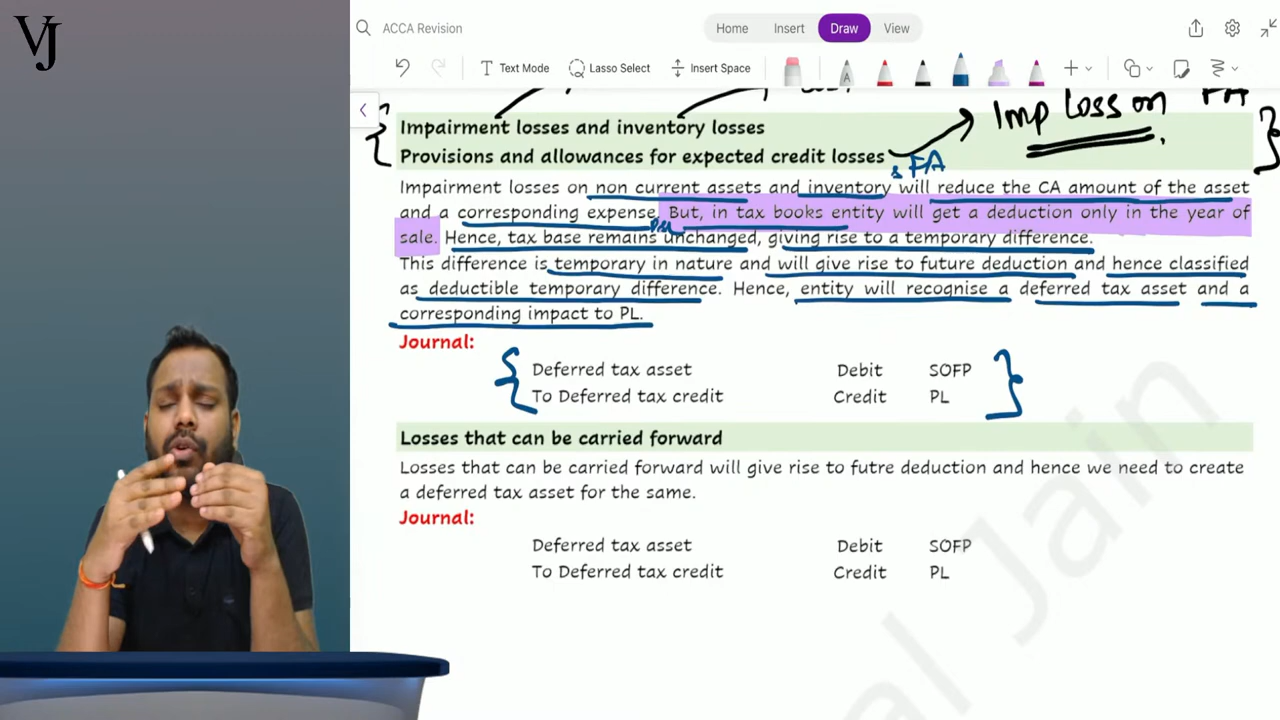 VJ
ACCA Revision
Home Insert Draw View
Text Mode Lasso Select Insert Space
Imp Loss on FA
Impairment losses and inventory losses
Provisions and allowances for expected credit losses
& FA
Impairment losses on non current assets and inventory will reduce the CA amount of the asset
and a corresponding expense. But, in tax books entity will get a deduction only in the year of
sale. Hence, tax base remains unchanged, giving rise to a temporary difference.
This difference is temporary in nature and will give rise to future deduction and hence classified
as deductible temporary difference. Hence, entity will recognise a deferred tax asset and a
corresponding impact to PL.
Journal:
Deferred tax asset Debit SOFP
To Deferred tax credit Credit PL
Losses that can be carried forward
Losses that can be carried forward will give rise to futre deduction and hence we need to create
a deferred tax asset for the same.
Journal:
Deferred tax asset Debit SOFP
To Deferred tax credit Credit PL
al Jain